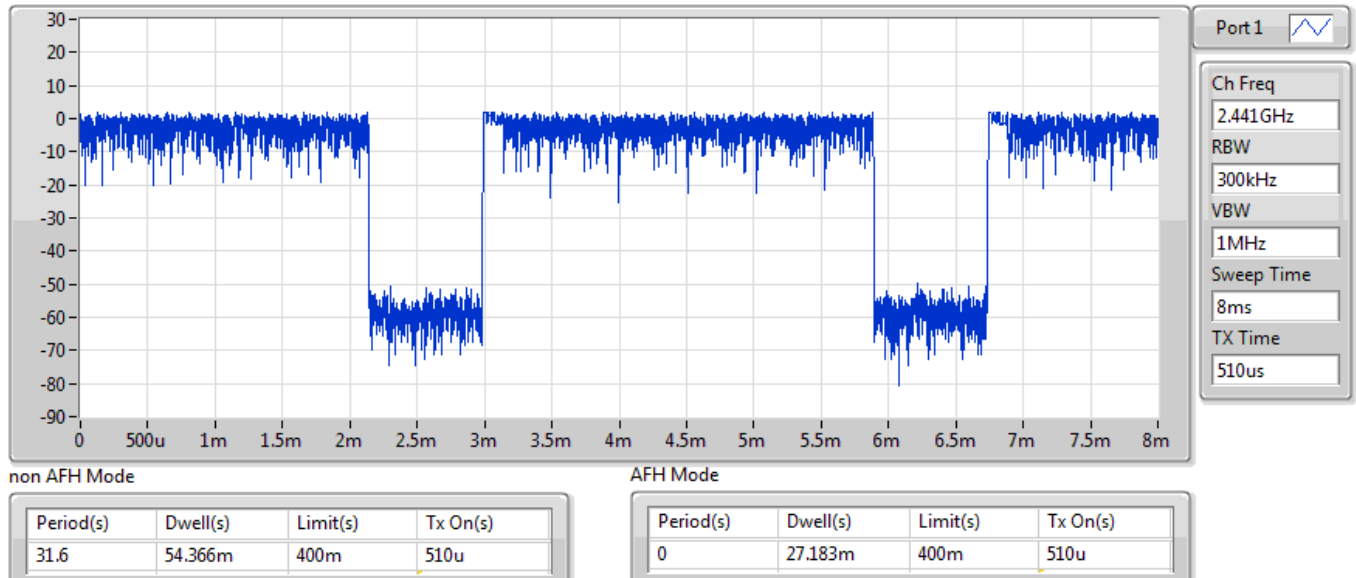 30
20
10
0
-10
-20
-30
-40
-50
-60
-70
-80
-90
0 500u 1m 1.5m 2m 2.5m 3m 3.5m 4m 4.5m 5m 5.5m 6m 6.5m 7m 7.5m 8m
Port 1
Ch Freq
2.441GHz
RBW
300kHz
VBW
1MHz
Sweep Time
8ms
TX Time
510us
non AFH Mode
Period(s) Dwell(s) Limit(s) Tx On(s)
31.6 54.366m 400m 510u
AFH Mode
Period(s) Dwell(s) Limit(s) Tx On(s)
0 27.183m 400m 510u